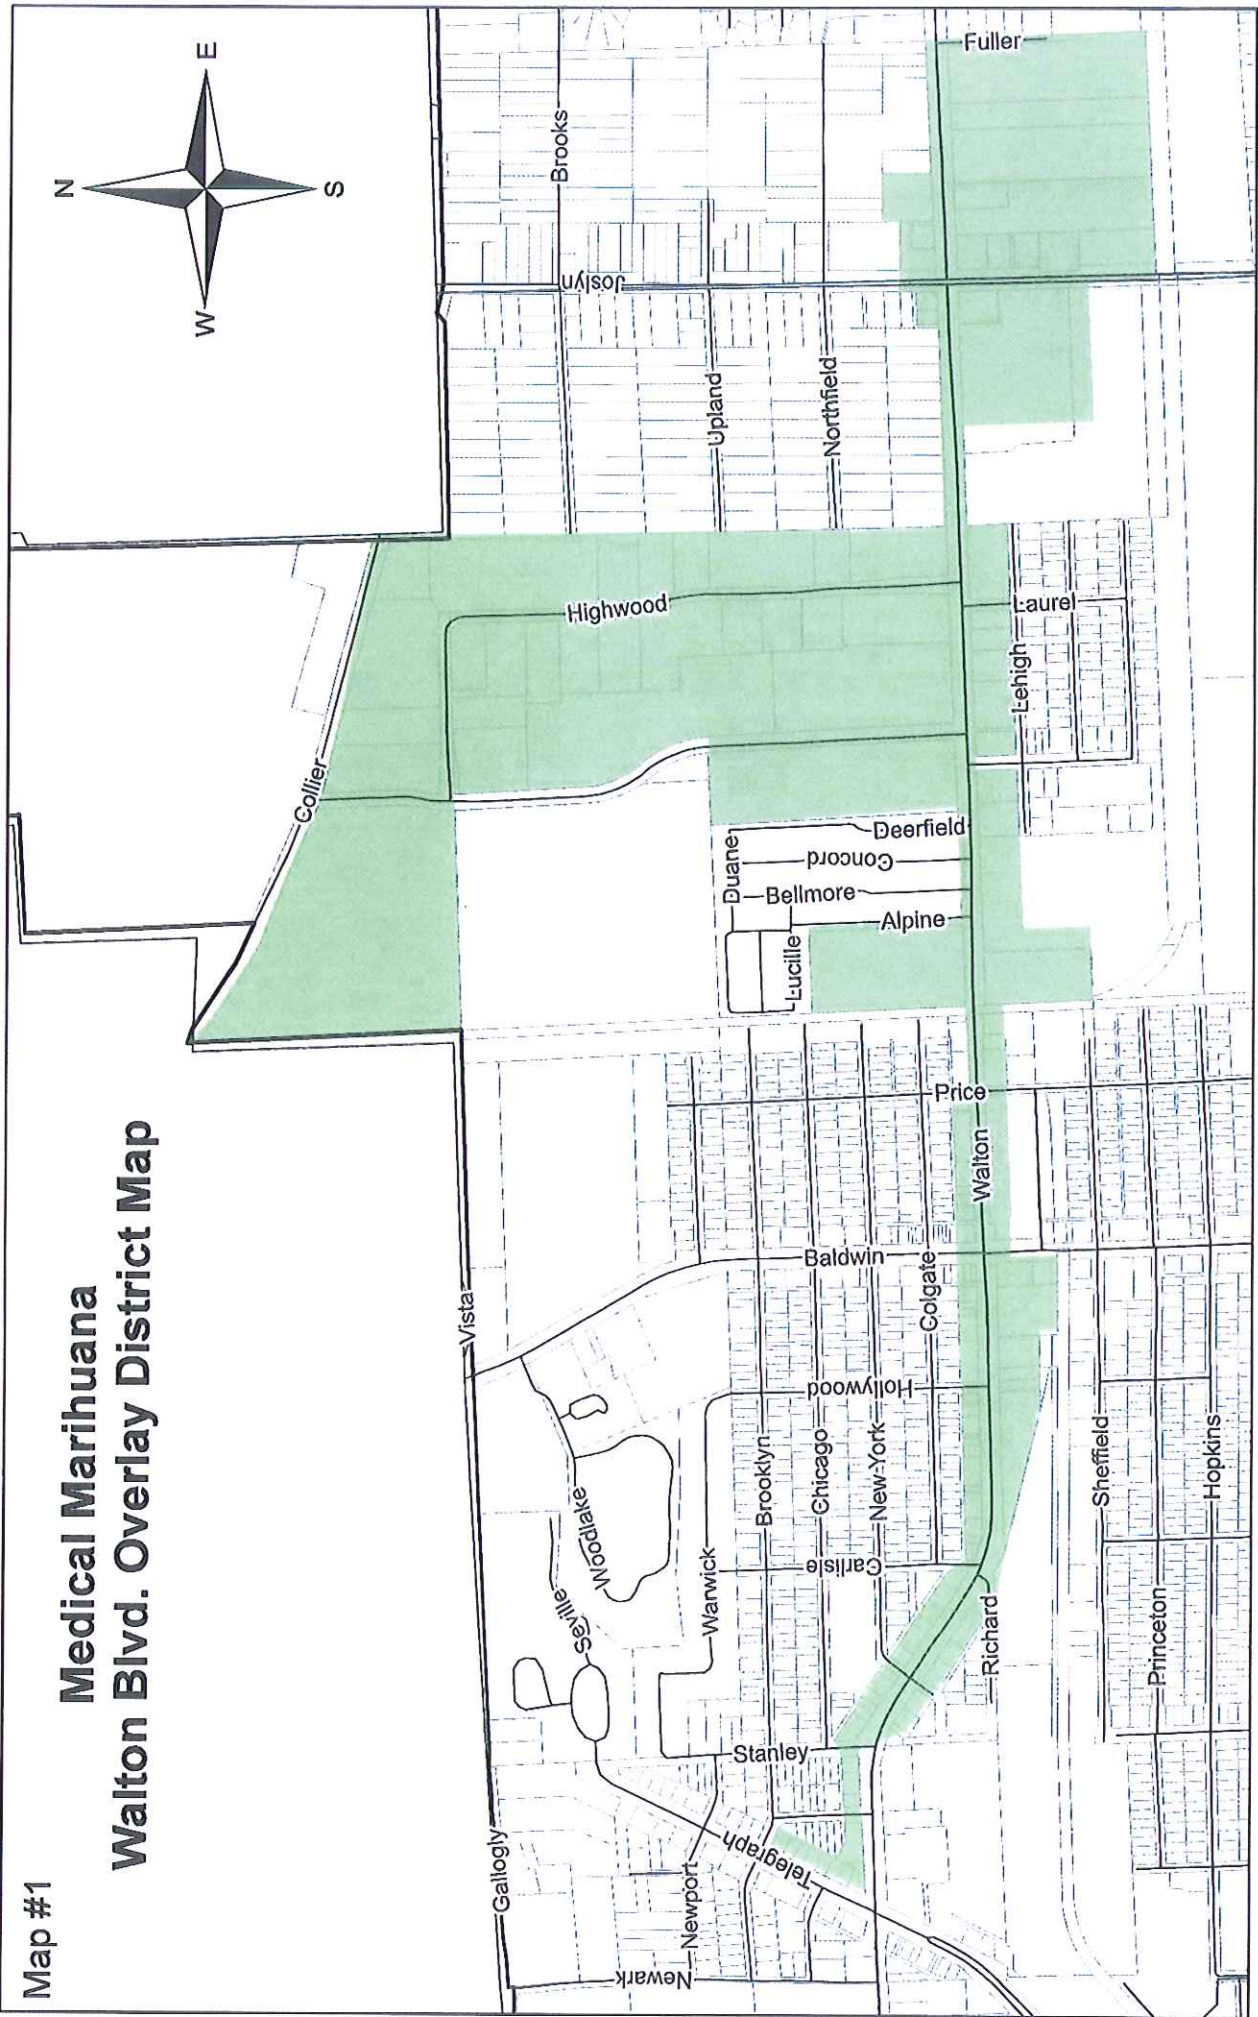 Map #1
Medical Marihuana
Walton Blvd. Overlay District Map
N
W
E
S
Collier
Vista
Gallogly
Highwood
Brooks
Joslyn
Upland
Northfield
Fuller
Woodlake
Seville
Warwick
Duane
Deerfield
Concord
Bellmore
Alpine
Lucille
Laurel
Lehigh
Price
Walton
Baldwin
Colgate
Hollywood
Brooklyn
Chicago
New York
Carlisle
Stanley
Telegraph
Newport
Newark
Richard
Sheffield
Hopkins
Princeton